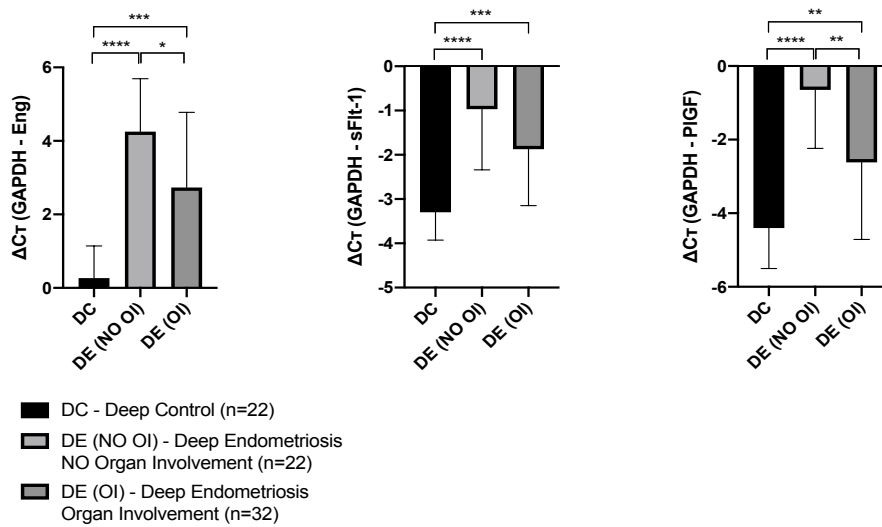 ***
****
*
6
4
2
0
ΔCᴛ (GAPDH - Eng)
DC
DE (NO OI)
DE (OI)
***
****
0
-1
-2
-3
-4
-5
ΔCᴛ (GAPDH - sFlt-1)
DC
DE (NO OI)
DE (OI)
**
****
**
0
-2
-4
-6
ΔCᴛ (GAPDH - PlGF)
DC
DE (NO OI)
DE (OI)
DC - Deep Control (n=22)
DE (NO OI) - Deep Endometriosis
NO Organ Involvement (n=22)
DE (OI) - Deep Endometriosis
Organ Involvement (n=32)